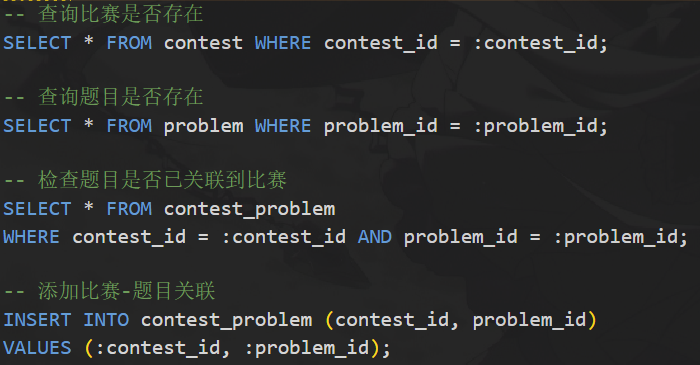 -- 查询比赛是否存在
SELECT * FROM contest WHERE contest_id = :contest_id;
-- 查询题目是否存在
SELECT * FROM problem WHERE problem_id = :problem_id;
-- 检查题目是否已关联到比赛
SELECT * FROM contest_problem
WHERE contest_id = :contest_id AND problem_id = :problem_id;
-- 添加比赛-题目关联
INSERT INTO contest_problem (contest_id, problem_id)
VALUES (:contest_id, :problem_id);